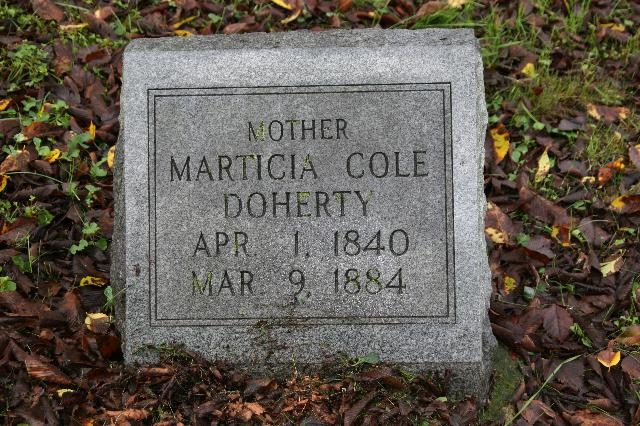 MOTHER
MARTICIA COLE
DOHERTY
APR. 1, 1840
MAR 9, 1884